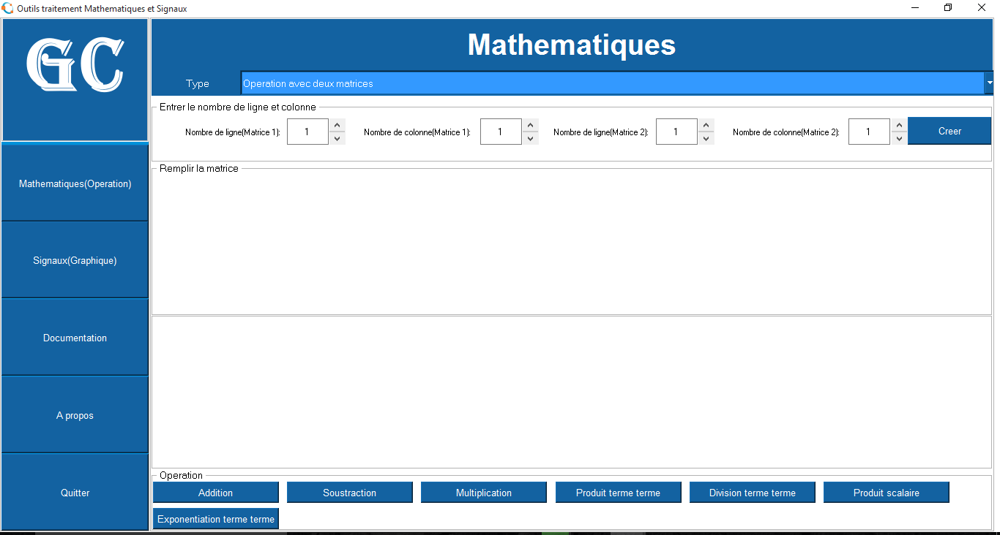 Outils traitement Mathematiques et Signaux
GC
Mathematiques
Type
Operation avec deux matrices
Entrer le nombre de ligne et colonne
Nombre de ligne(Matrice 1): 1 Nombre de colonne(Matrice 1): 1 Nombre de ligne(Matrice 2): 1 Nombre de colonne(Matrice 2): 1 Creer
Remplir la matrice
Mathematiques(Operation)
Signaux(Graphique)
Documentation
A propos
Quitter
Operation
Addition Soustraction Multiplication Produit terme terme Division terme terme Produit scalaire
Exponentiation terme terme